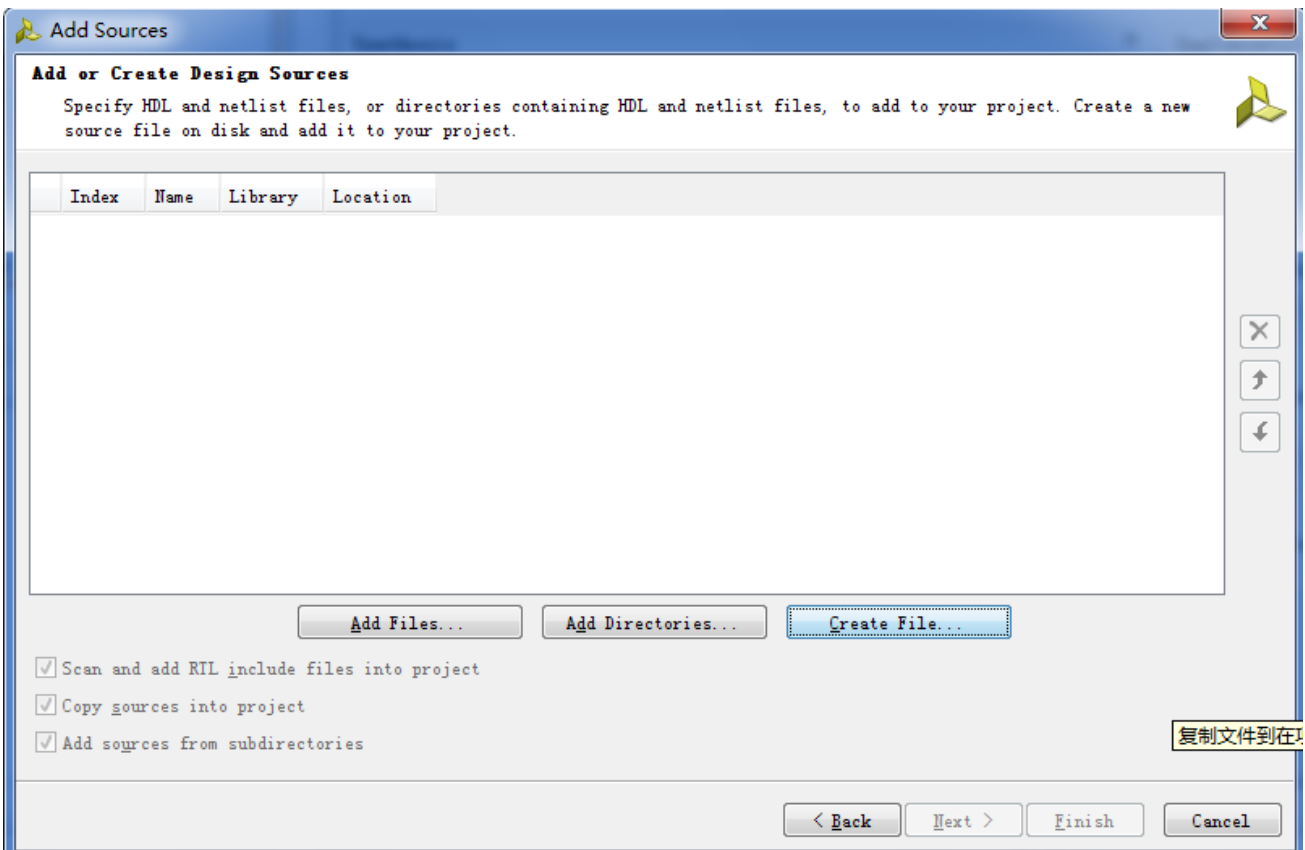 Add Sources
Add or Create Design Sources
Specify HDL and netlist files, or directories containing HDL and netlist files, to add to your project. Create a new
source file on disk and add it to your project.
Index Name Library Location
Add Files... Add Directories... Create File...
Scan and add RTL include files into project
Copy sources into project
Add sources from subdirectories
复制文件到在
< Back Next > Finish Cancel